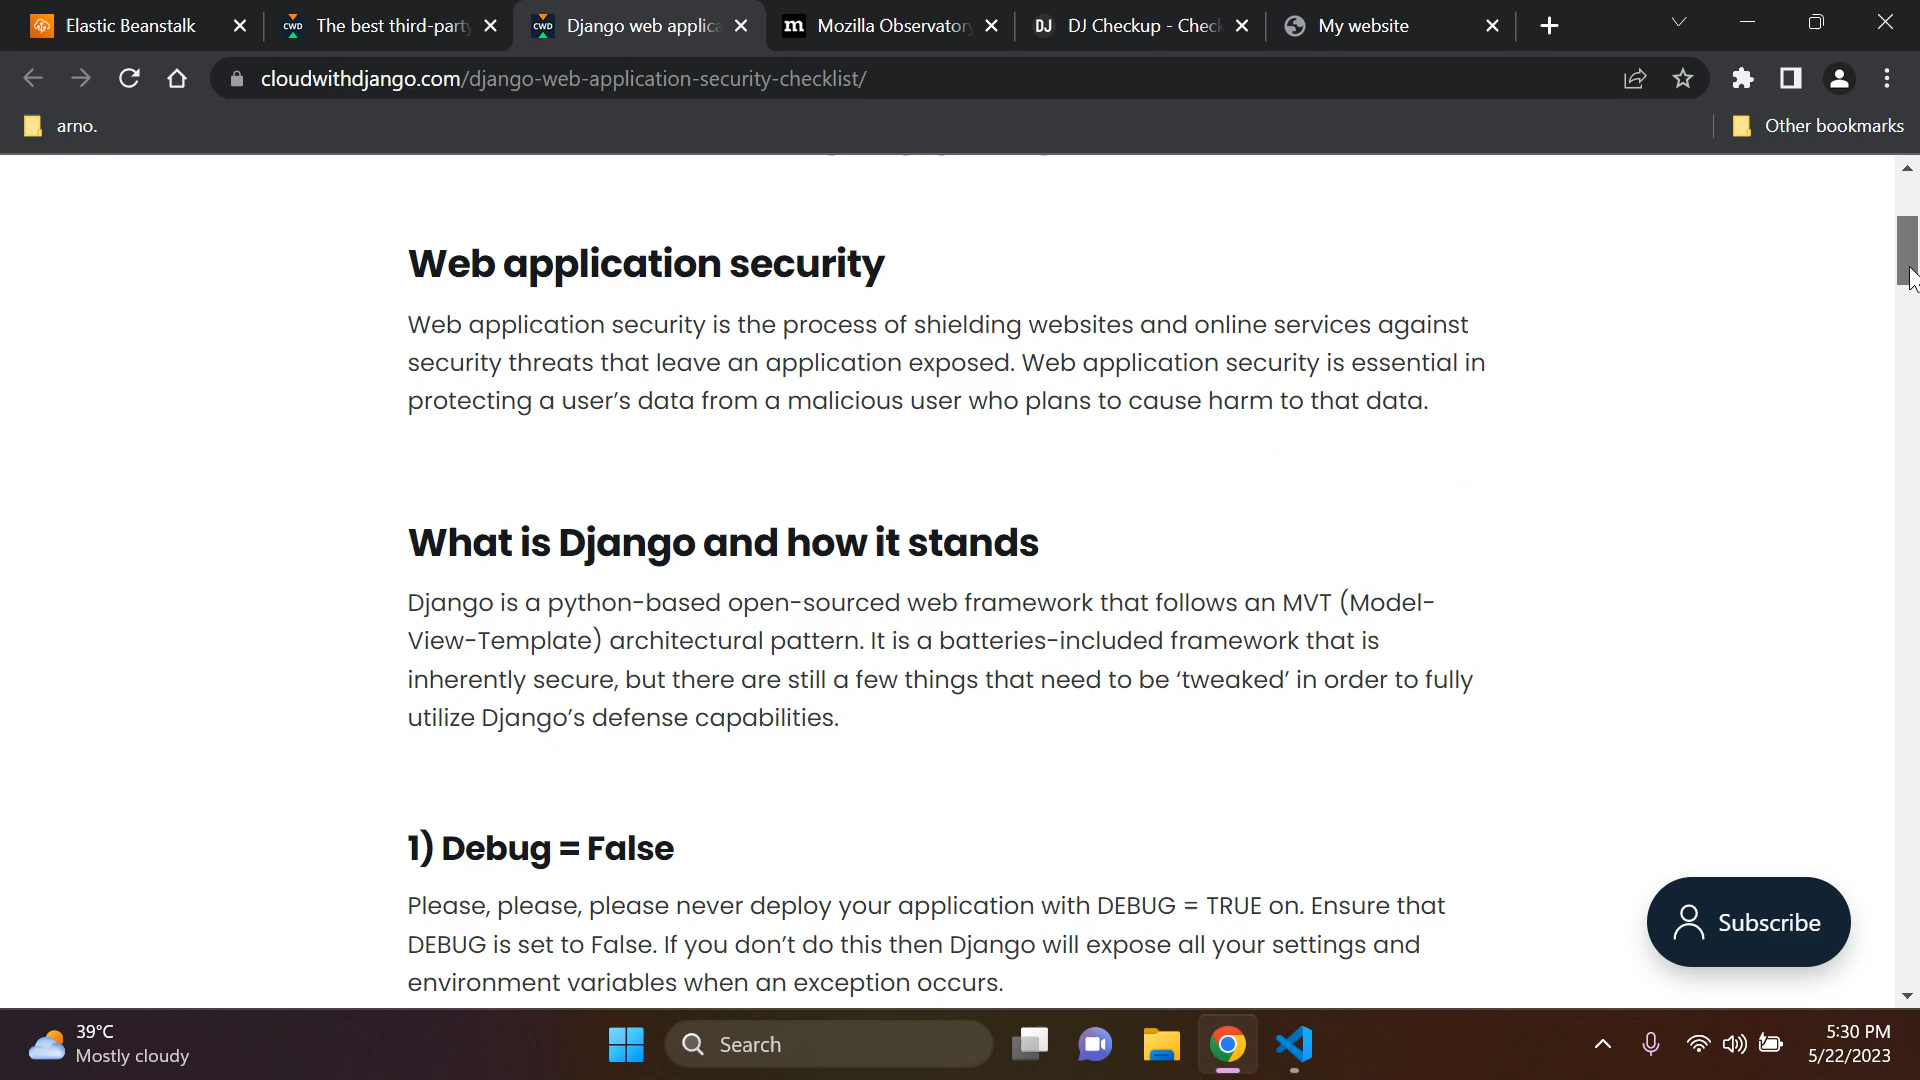 Elastic Beanstalk
The best third-party
Django web applica
Mozilla Observatory
DJ Checkup - Check
My website
cloudwithdjango.com/django-web-application-security-checklist/
arno.
Other bookmarks
Web application security
Web application security is the process of shielding websites and online services against
security threats that leave an application exposed. Web application security is essential in
protecting a user's data from a malicious user who plans to cause harm to that data.
What is Django and how it stands
Django is a python-based open-sourced web framework that follows an MVT (Model-
View-Template) architectural pattern. It is a batteries-included framework that is
inherently secure, but there are still a few things that need to be ‘tweaked’ in order to fully
utilize Django's defense capabilities.
1) Debug = False
Please, please, please never deploy your application with DEBUG = TRUE on. Ensure that
DEBUG is set to False. If you don't do this then Django will expose all your settings and
environment variables when an exception occurs.
Subscribe
39°C
Mostly cloudy
Search
5:30 PM
5/22/2023